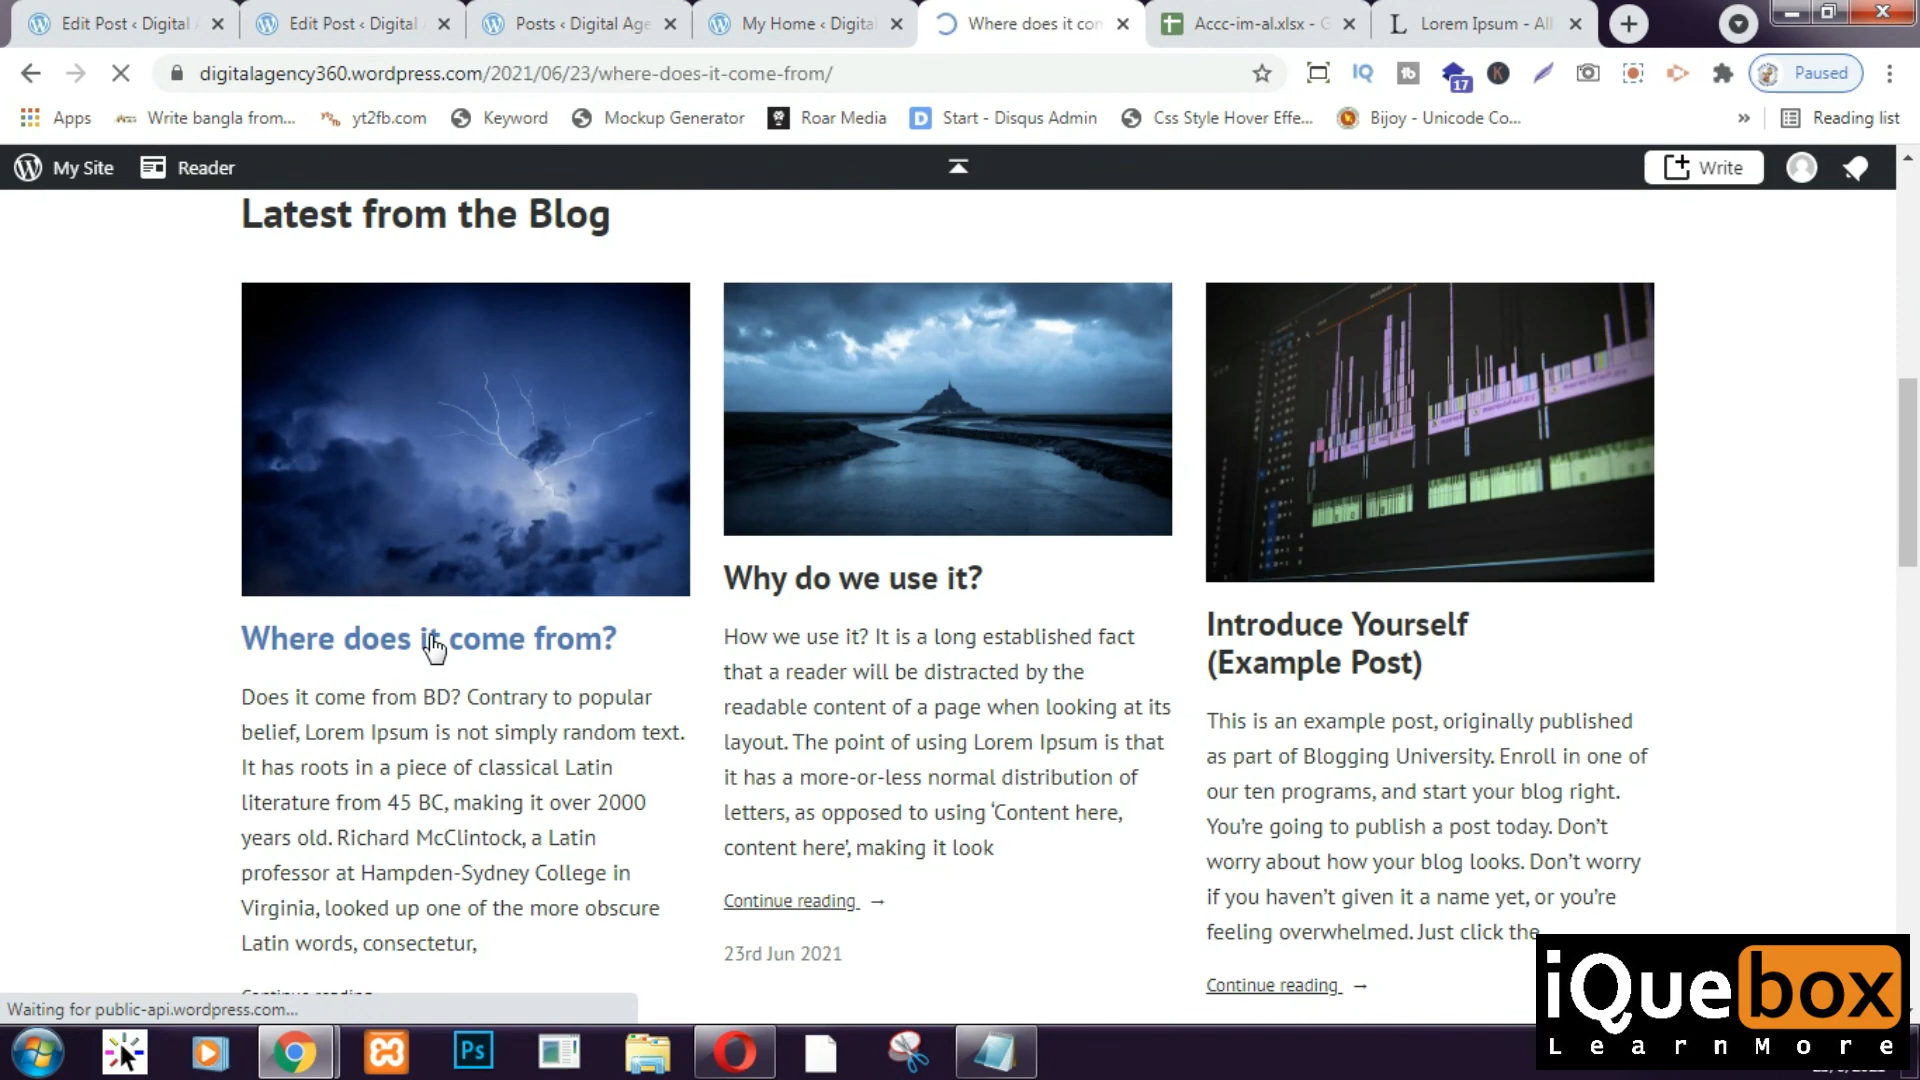 Edit Post ‹ Digital
Edit Post ‹ Digital
Posts ‹ Digital Age
My Home ‹ Digital
Where does it con
Accc-im-al.xlsx - G
Lorem Ipsum - All
digitalagency360.wordpress.com/2021/06/23/where-does-it-come-from/
IQ
tb
17
K
Paused
Apps
Write bangla from...
yt2fb.com
Keyword
Mockup Generator
Roar Media
Start - Disqus Admin
Css Style Hover Effe...
Bijoy - Unicode Co...
»
Reading list
My Site
Reader
Write
Latest from the Blog
Where does it come from?
Does it come from BD? Contrary to popular
belief, Lorem Ipsum is not simply random text.
It has roots in a piece of classical Latin
literature from 45 BC, making it over 2000
years old. Richard McClintock, a Latin
professor at Hampden-Sydney College in
Virginia, looked up one of the more obscure
Latin words, consectetur,
Continue reading
Why do we use it?
How we use it? It is a long established fact
that a reader will be distracted by the
readable content of a page when looking at its
layout. The point of using Lorem Ipsum is that
it has a more-or-less normal distribution of
letters, as opposed to using ‘Content here,
content here’, making it look
Continue reading →
23rd Jun 2021
Introduce Yourself
(Example Post)
This is an example post, originally published
as part of Blogging University. Enroll in one of
our ten programs, and start your blog right.
You’re going to publish a post today. Don’t
worry about how your blog looks. Don’t worry
if you haven’t given it a name yet, or you’re
feeling overwhelmed. Just click the
Continue reading →
Waiting for public-api.wordpress.com...
Ps
iQuebox
LearnMore